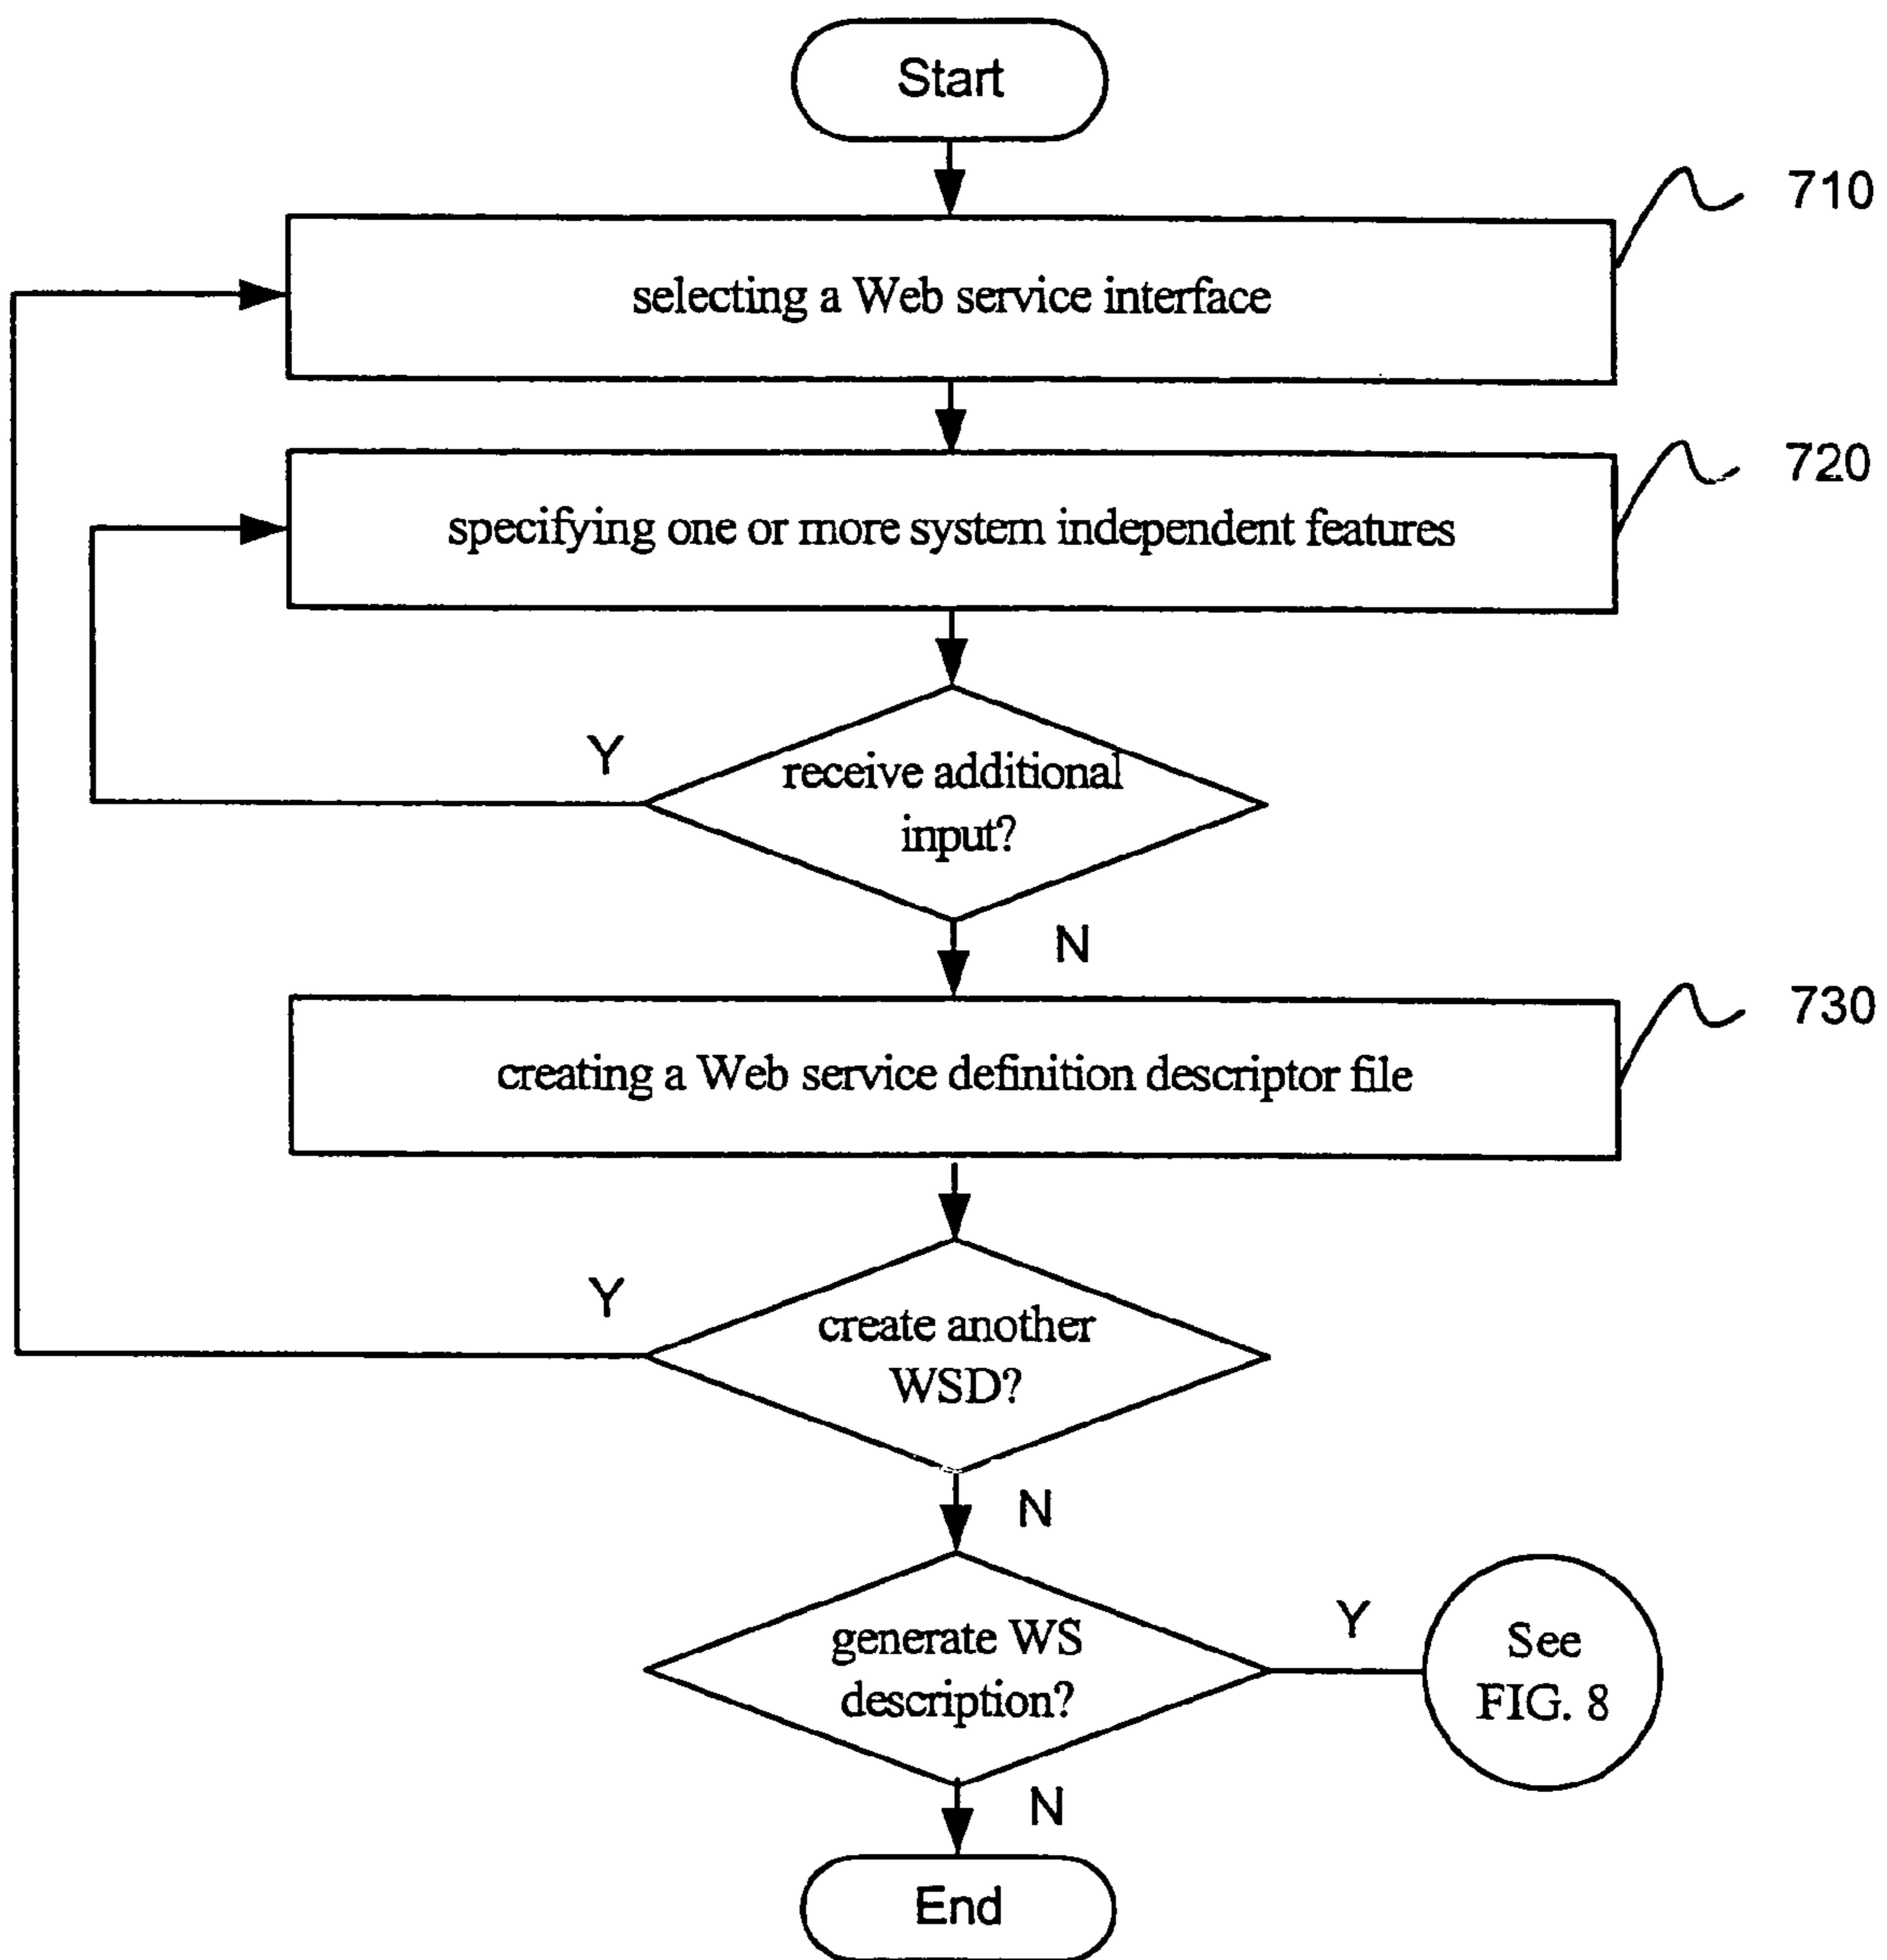 Start
710
selecting a Web service interface
720
specifying one or more system independent features
Y
receive additional
input?
N
730
creating a Web service definition descriptor file
Y
create another
WSD?
N
generate WS
description?
Y
See
FIG. 8
N
End